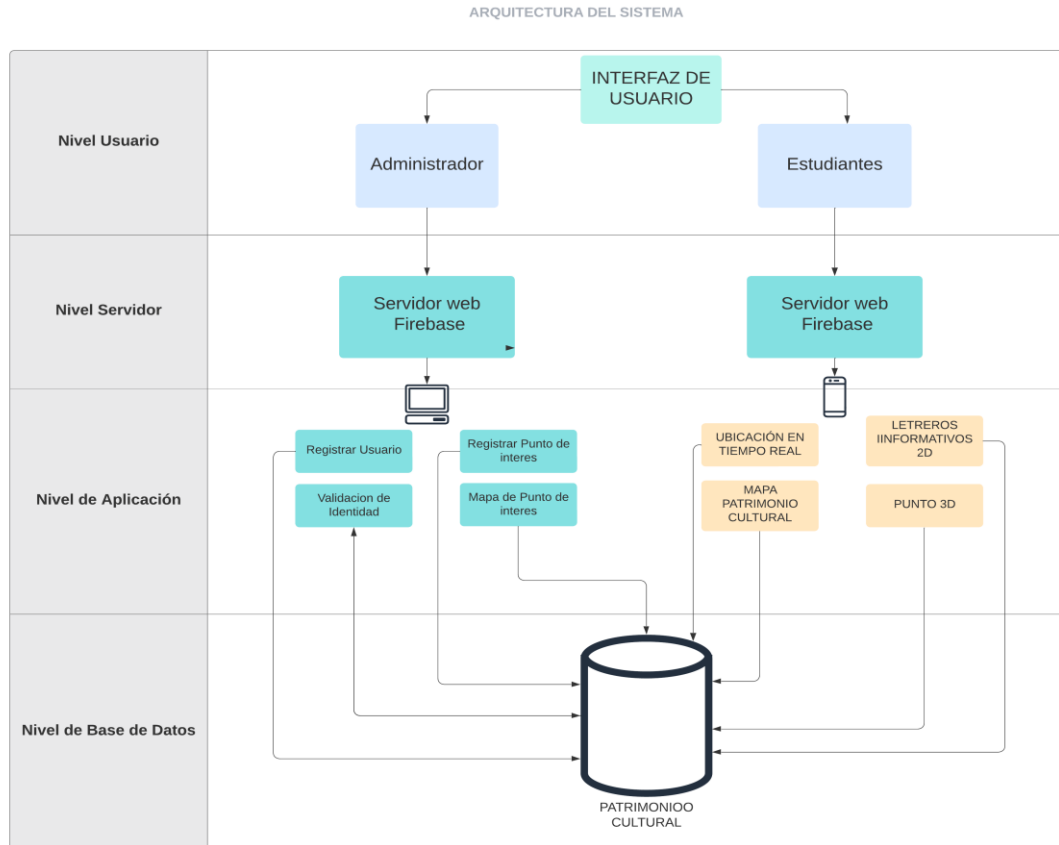 ARQUITECTURA DEL SISTEMA
Nivel Usuario
INTERFAZ DE
USUARIO
Administrador
Estudiantes
Nivel Servidor
Servidor web
Firebase
Servidor web
Firebase
Nivel de Aplicación
Registrar Usuario
Registrar Punto de
interes
Validacion de
Identidad
Mapa de Punto de
interes
UBICACIÓN EN
TIEMPO REAL
LETREROS
IINFORMATIVOS
2D
MAPA
PATRIMONIO
CULTURAL
PUNTO 3D
Nivel de Base de Datos
PATRIMONIOO
CULTURAL